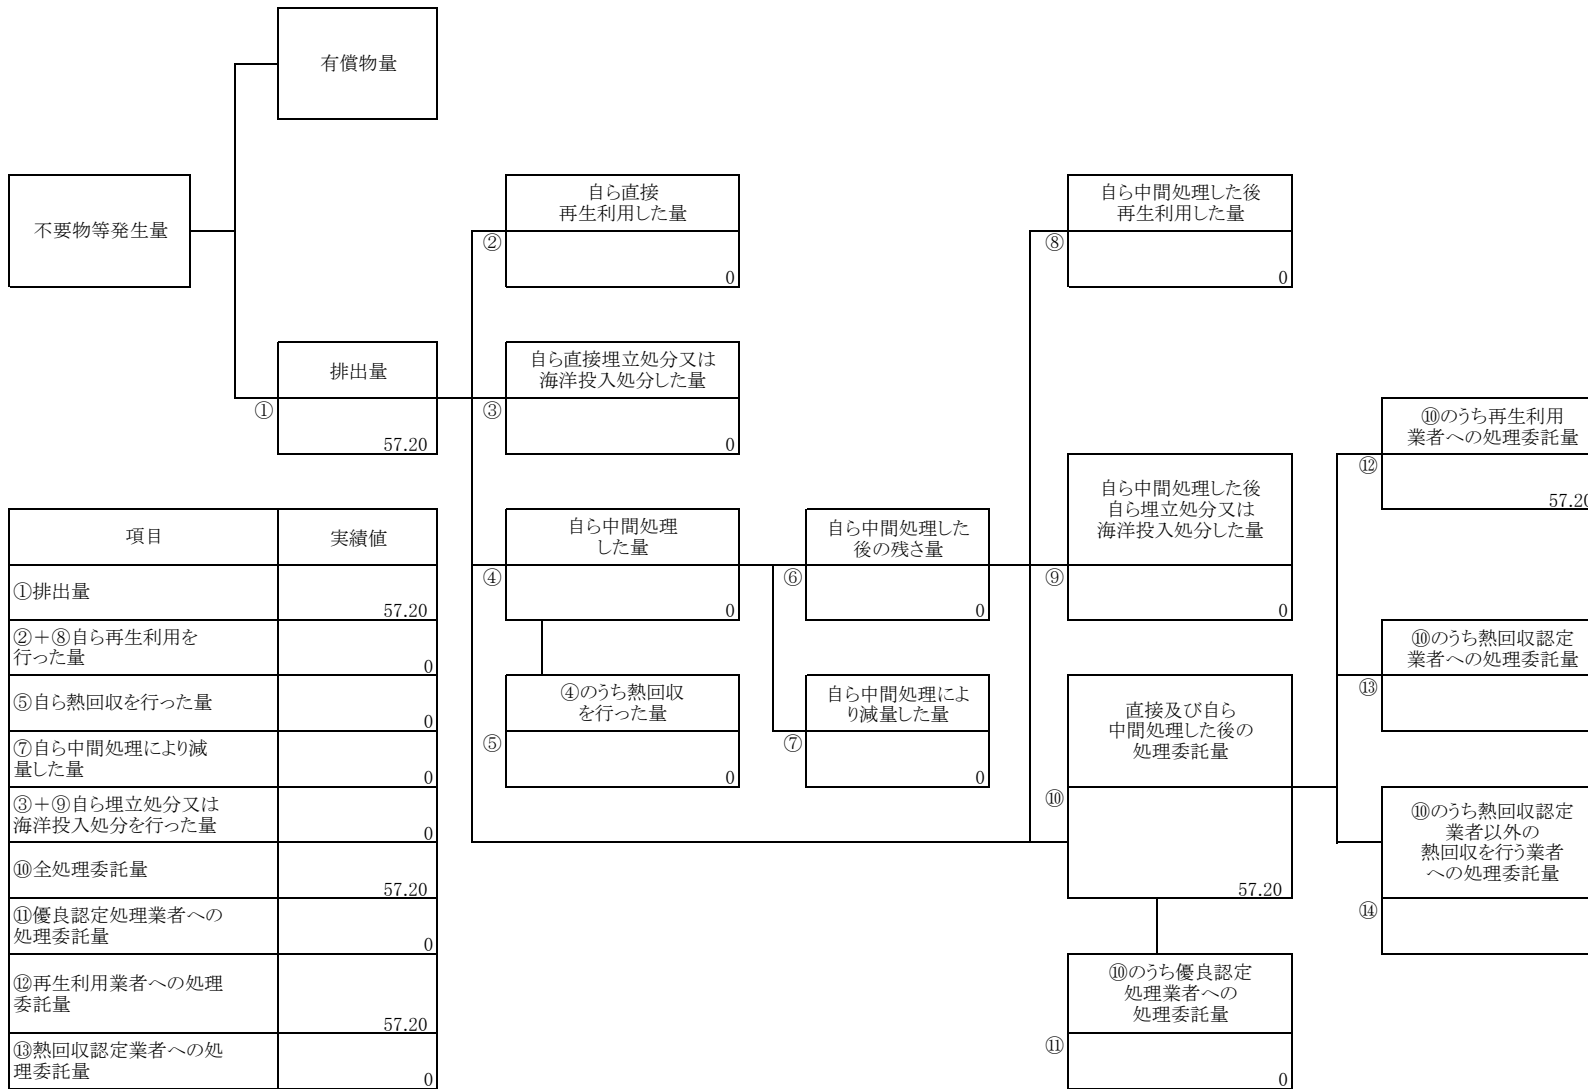 有償物量
不要物等発生量
自ら直接
再生利用した量
②
0
自ら中間処理した後
再生利用した量
⑧
0
排出量
①
57.20
自ら直接埋立処分又は
海洋投入処分した量
③
0
⑩のうち再生利用
業者への処理委託量
⑫
57.20
自ら中間処理
した量
④
0
自ら中間処理した
後の残さ量
⑥
0
自ら中間処理した後
自ら埋立処分又は
海洋投入処分した量
⑨
0
⑩のうち熱回収認定
業者への処理委託量
⑬
④のうち熱回収
を行った量
⑤
0
自ら中間処理によ
り減量した量
⑦
0
直接及び自ら
中間処理した後の
処理委託量
⑩
57.20
⑩のうち熱回収認定
業者以外の
熱回収を行う業者
への処理委託量
⑭
⑩のうち優良認定
処理業者への
処理委託量
⑪
0
項目 実績値
①排出量
57.20
②+⑧自ら再生利用を
行った量
0
⑤自ら熱回収を行った量
0
⑦自ら中間処理により減
量した量
0
③+⑨自ら埋立処分又は
海洋投入処分を行った量
0
⑩全処理委託量
57.20
⑪優良認定処理業者への
処理委託量
0
⑫再生利用業者への処理
委託量
57.20
⑬熱回収認定業者への処
理委託量
0